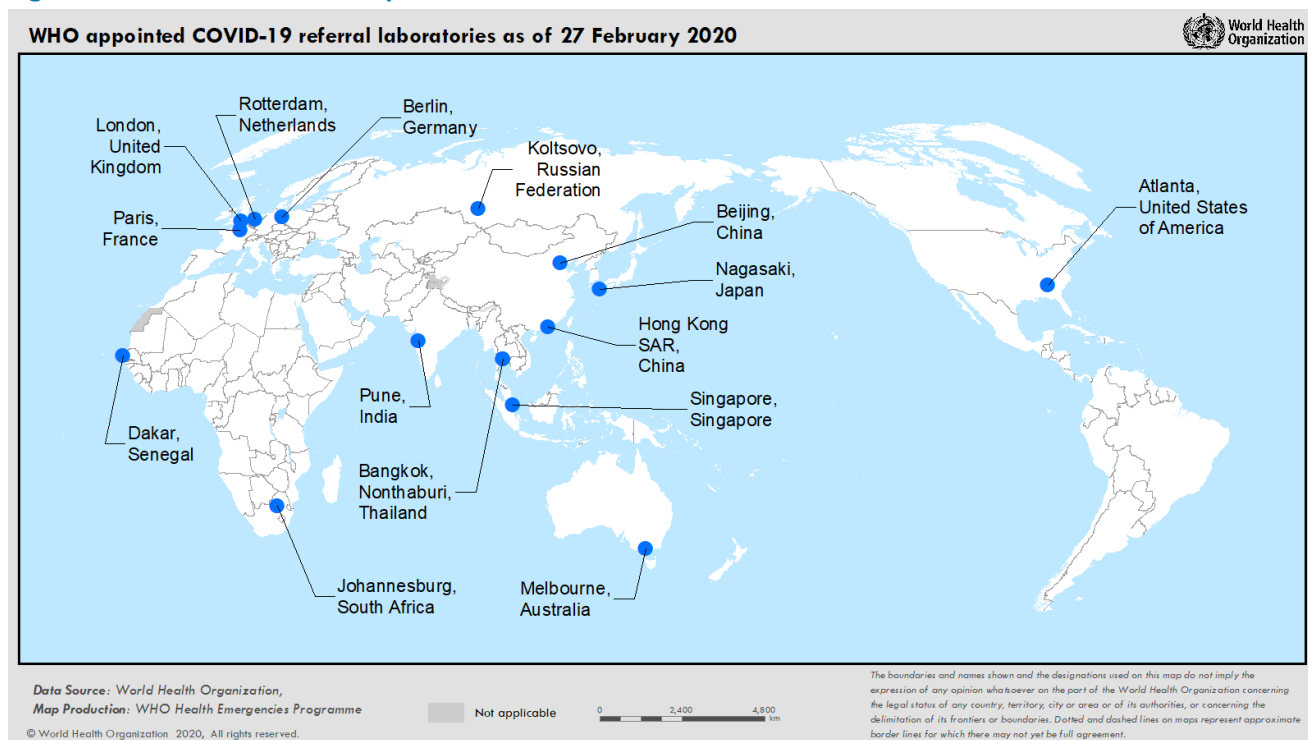 WHO appointed COVID-19 referral laboratories as of 27 February 2020
World Health
Organization
Rotterdam,
Netherlands
Berlin,
Germany
London,
United
Kingdom
Koltsovo,
Russian
Federation
Paris,
France
Beijing,
China
Atlanta,
United States
of America
Nagasaki,
Japan
Hong Kong
SAR,
China
Pune,
India
Singapore,
Singapore
Dakar,
Senegal
Bangkok,
Nonthaburi,
Thailand
Johannesburg,
South Africa
Melbourne,
Australia
Data Source: World Health Organization,
Map Production: WHO Health Emergencies Programme
© World Health Organization 2020, All rights reserved.
Not applicable
0 2,400 4,800
km
The boundaries and names shown and the designations used on this map do not imply the
expression of any opinion whatsoever on the part of the World Health Organization concerning
the legal status of any country, territory, city or area or of its authorities, or concerning the
delimitation of its frontiers or boundaries. Dotted and dashed lines on maps represent approximate
border lines for which there may not yet be full agreement.